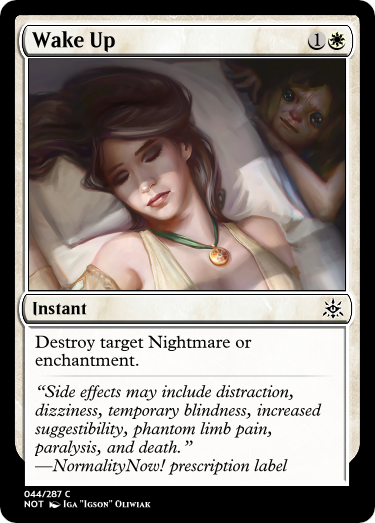 Wake Up 1
Instant
Destroy target Nightmare or
enchantment.
“Side effects may include distraction,
dizziness, temporary blindness, increased
suggestibility, phantom limb pain,
paralysis, and death.”
—NormalityNow! prescription label
044/287 C
NOT Iga "Igson" Oliwiak